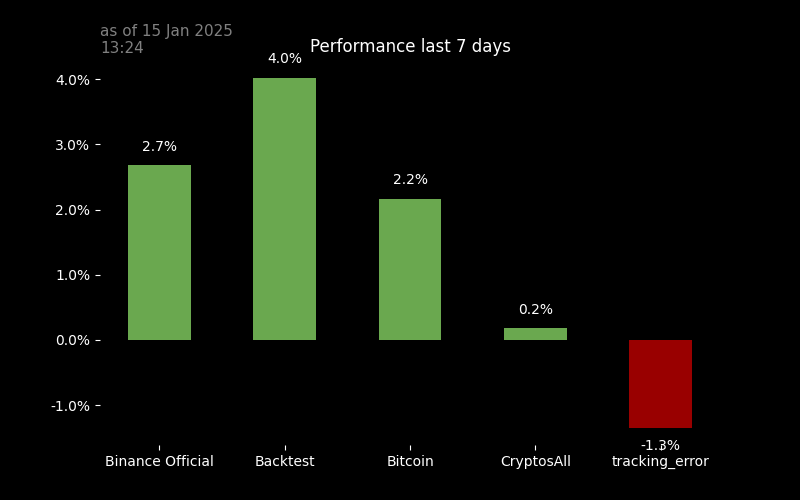 as of 15 Jan 2025
13:24
Performance last 7 days
4.0%
3.0%
2.0%
1.0%
0.0%
-1.0%
2.7%
4.0%
2.2%
0.2%
-1.3%
Binance Official
Backtest
Bitcoin
CryptosAll
tracking_error